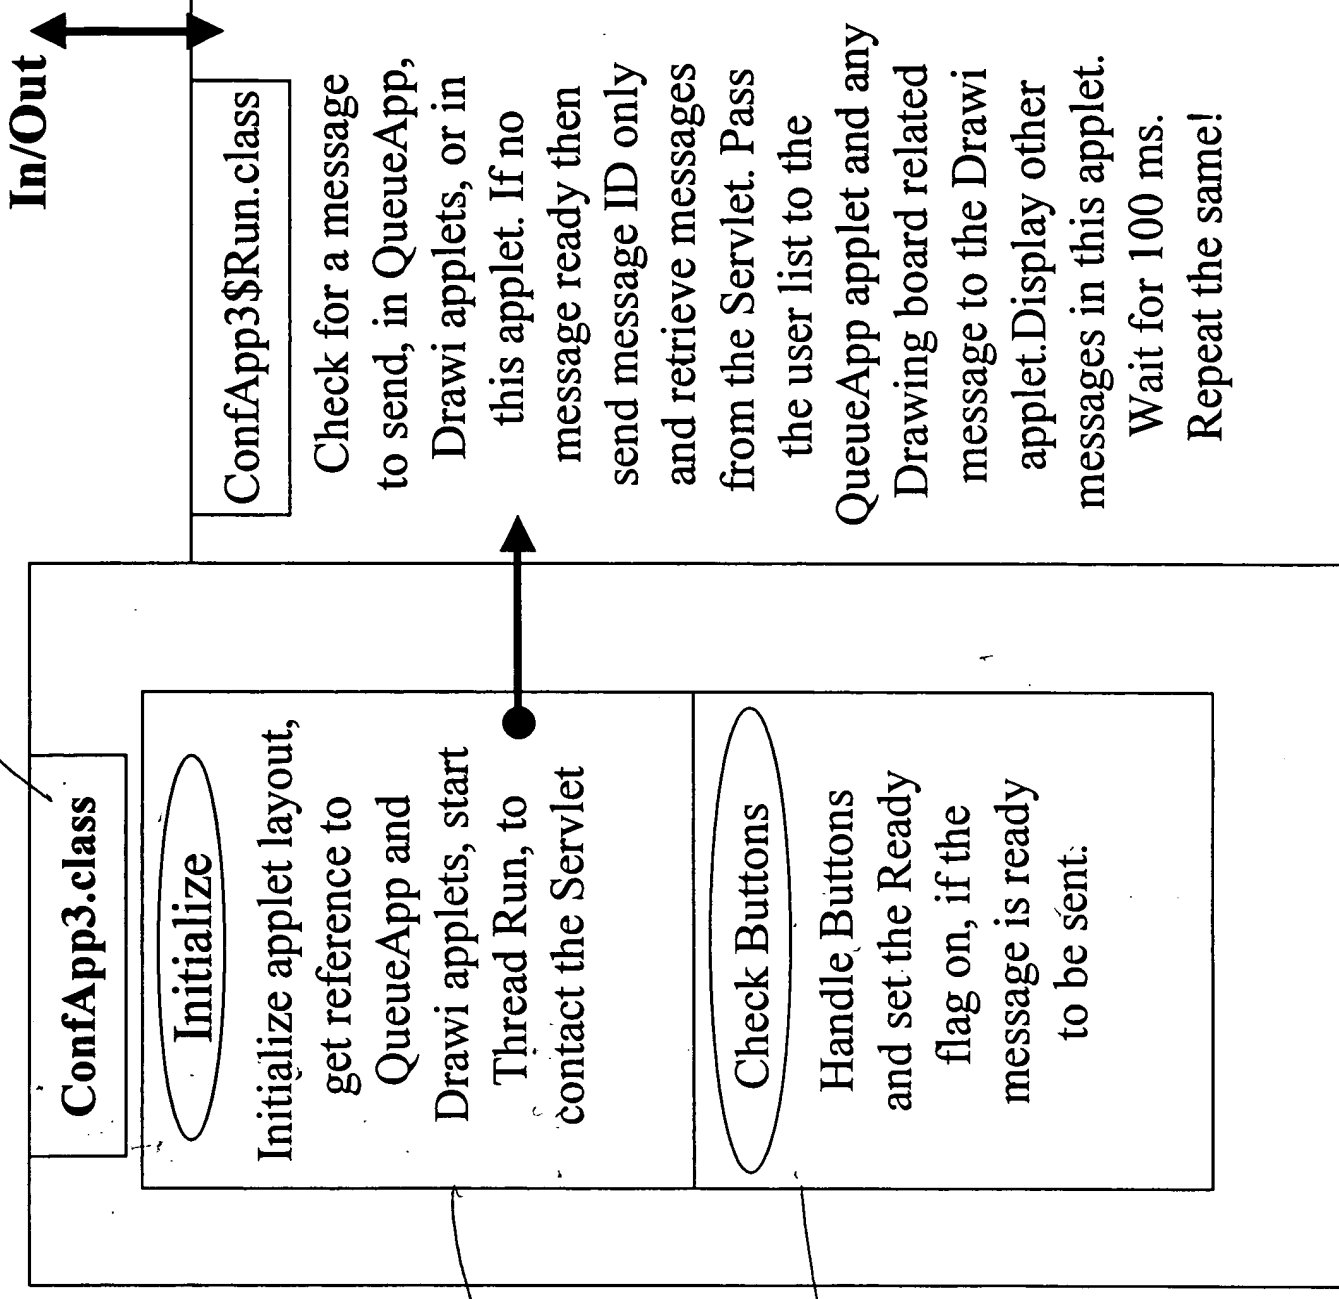 In/Out
ConfApp3.class
Initialize
Initialize applet layout,
get reference to
QueueApp and
Drawi applets, start
Thread Run, to
contact the Servlet
Check Buttons
Handle Buttons
and set the Ready
flag on, if the
message is ready
to be sent.
ConfApp3$Run.class
Check for a message
to send, in QueueApp,
Drawi applets, or in
this applet. If no
message ready then
send message ID only
and retrieve messages
from the Servlet. Pass
the user list to the
QueueApp applet and any
Drawing board related
message to the Drawi
applet.Display other
messages in this applet.
Wait for 100 ms.
Repeat the same!